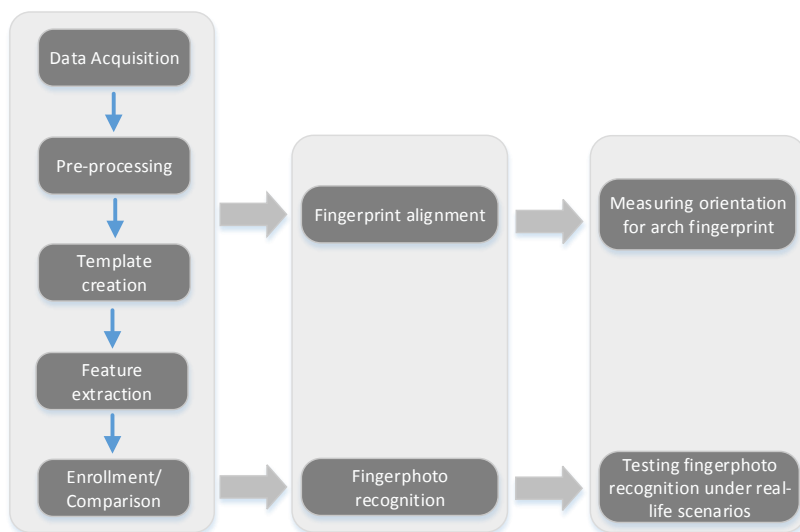 Data Acquisition
Pre-processing
Template
creation
Feature
extraction
Enrollment/
Comparison
Fingerprint alignment
Fingerphoto
recognition
Measuring orientation
for arch fingerprint
Testing fingerphoto
recognition under real-
life scenarios